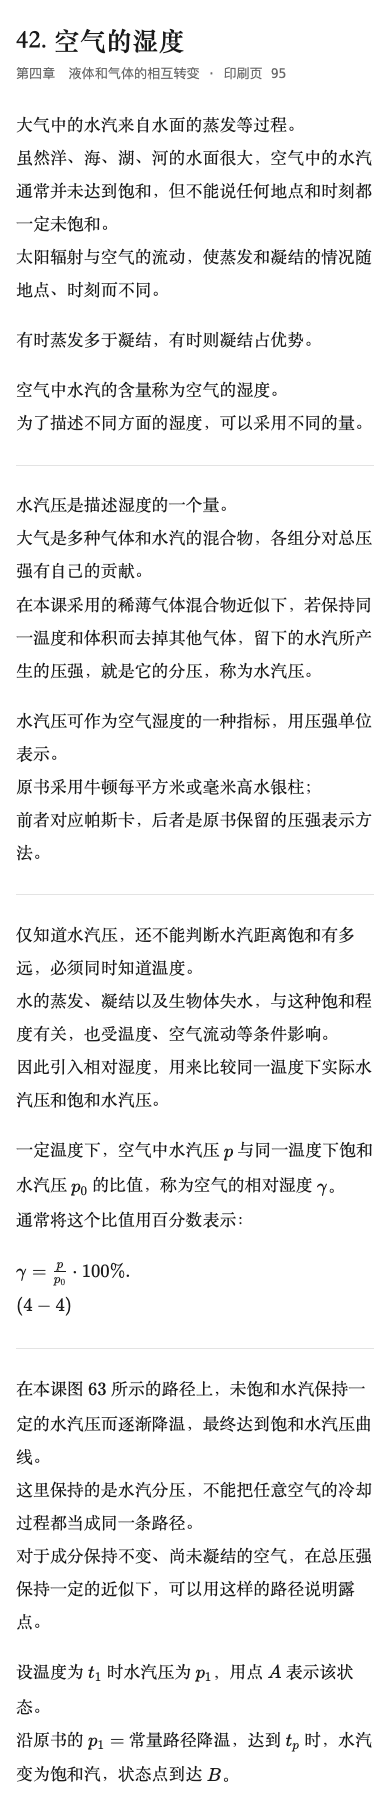 42. 空气的湿度
第四章　液体和气体的相互转变 · 印刷页 95
大气中的水汽来自水面的蒸发等过程。
虽然洋、海、湖、河的水面很大，空气中的水汽
通常并未达到饱和，但不能说任何地点和时刻都
一定未饱和。
太阳辐射与空气的流动，使蒸发和凝结的情况随
地点、时刻而不同。
有时蒸发多于凝结，有时则凝结占优势。
空气中水汽的含量称为空气的湿度。
为了描述不同方面的湿度，可以采用不同的量。
水汽压是描述湿度的一个量。
大气是多种气体和水汽的混合物，各组分对总压
强有自己的贡献。
在本课采用的稀薄气体混合物近似下，若保持同
一温度和体积而去掉其他气体，留下的水汽所产
生的压强，就是它的分压，称为水汽压。
水汽压可作为空气湿度的一种指标，用压强单位
表示。
原书采用牛顿每平方米或毫米高水银柱；
前者对应帕斯卡，后者是原书保留的压强表示方
法。
仅知道水汽压，还不能判断水汽距离饱和有多
远，必须同时知道温度。
水的蒸发、凝结以及生物体失水，与这种饱和程
度有关，也受温度、空气流动等条件影响。
因此引入相对湿度，用来比较同一温度下实际水
汽压和饱和水汽压。
一定温度下，空气中水汽压 p 与同一温度下饱和
水汽压 p₀ 的比值，称为空气的相对湿度 γ。
通常将这个比值用百分数表示：
γ = p/p₀ · 100%.
(4 − 4)
在本课图 63 所示的路径上，未饱和水汽保持一
定的水汽压而逐渐降温，最终达到饱和水汽压曲
线。
这里保持的是水汽分压，不能把任意空气的冷却
过程都当成同一条路径。
对于成分保持不变、尚未凝结的空气，在总压强
保持一定的近似下，可以用这样的路径说明露
点。
设温度为 t₁ 时水汽压为 p₁，用点 A 表示该状
态。
沿原书的 p₁ = 常量路径降温，达到 tₚ 时，水汽
变为饱和汽，状态点到达 B。